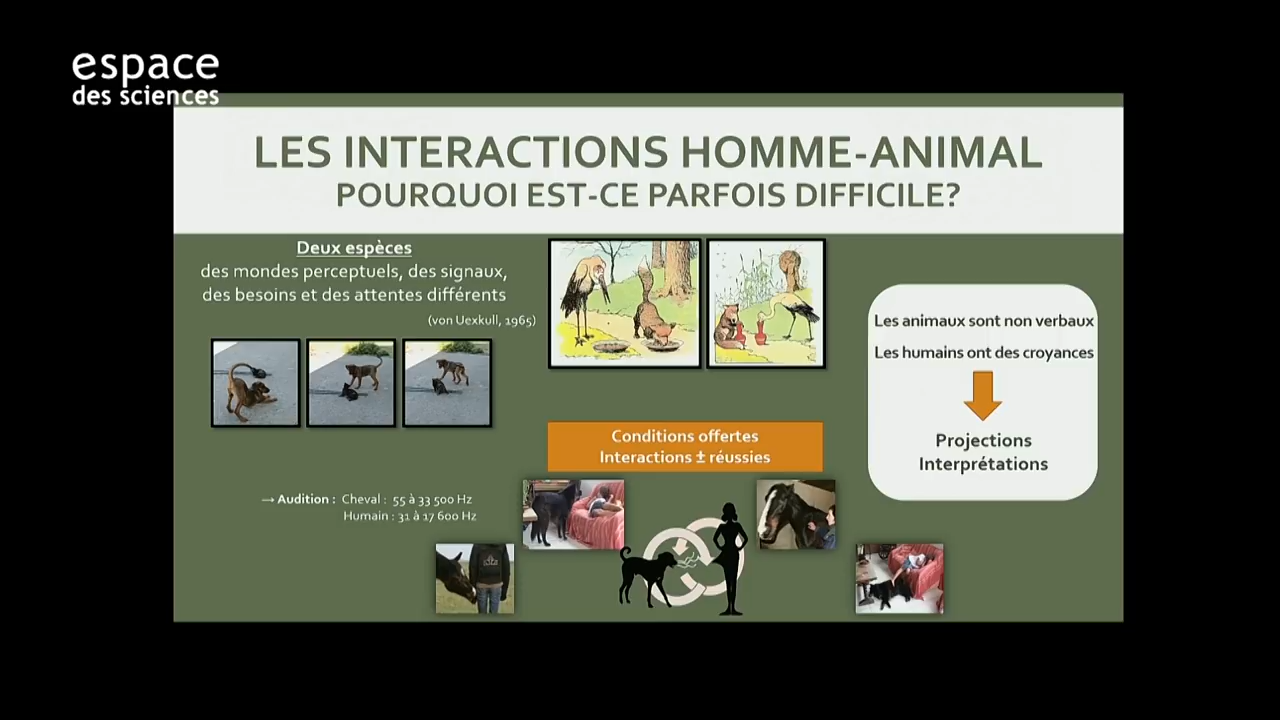 espace
des sciences
LES INTERACTIONS HOMME-ANIMAL
POURQUOI EST-CE PARFOIS DIFFICILE?
Deux espèces
des mondes perceptuels, des signaux,
des besoins et des attentes différents
(von Uexkull, 1965)
Les animaux sont non verbaux
Les humains ont des croyances
Projections
Interprétations
Conditions offertes
Interactions ± réussies
→ Audition : Cheval : 55 à 33 500 Hz
Humain : 31 à 17 600 Hz